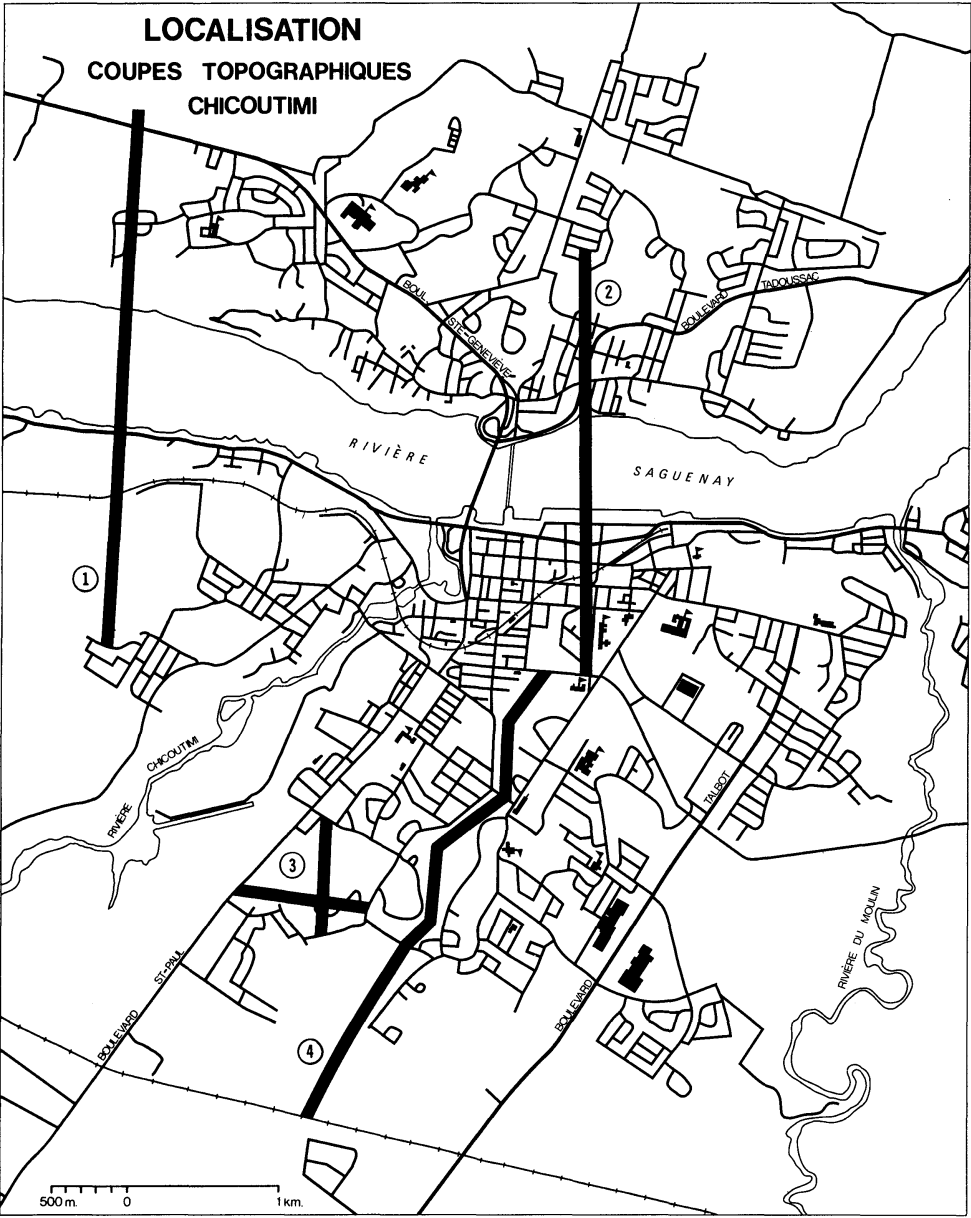 LOCALISATION
COUPES TOPOGRAPHIQUES
CHICOUTIMI
2
BOULEVARD
TADOUSSAC
BOUL.
STE-GENEVIÈVE
RIVIÈRE
SAGUENAY
1
CHICOUTIMI
RIVIÈRE
TALBOT
3
RIVIÈRE DU MOULIN
ST-PAUL
BOULEVARD
BOULEVARD
4
500 m. 0 1 km.